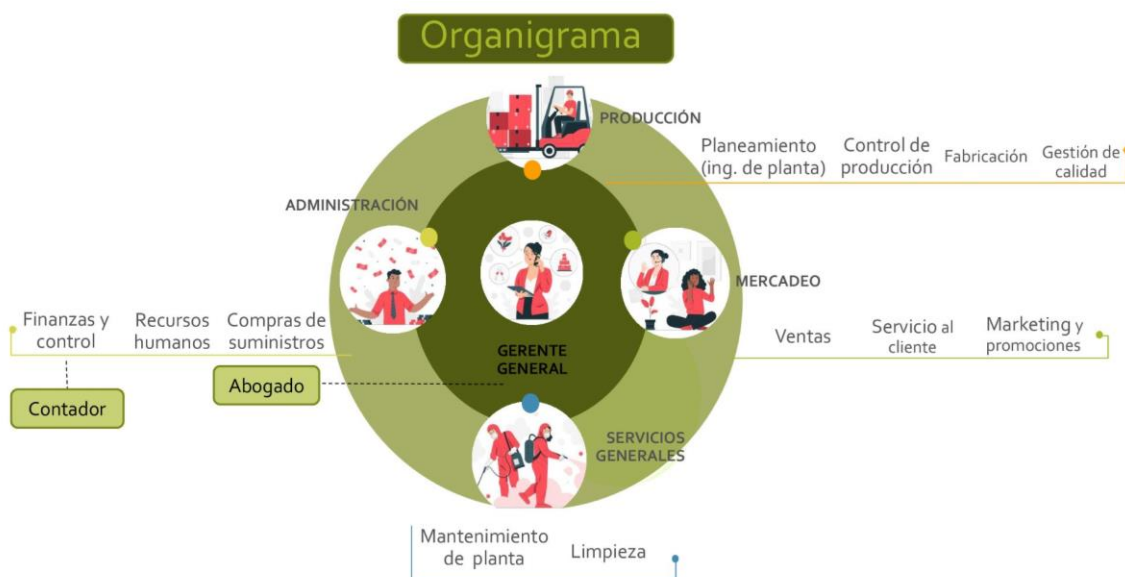 Organigrama
PRODUCCIÓN
Planeamiento
(ing. de planta)
Control de
producción
Fabricación
Gestión de
calidad
ADMINISTRACIÓN
MERCADEO
Finanzas y
control
Recursos
humanos
Compras de
suministros
Ventas
Servicio al
cliente
Marketing y
promociones
GERENTE
GENERAL
Abogado
Contador
SERVICIOS
GENERALES
Mantenimiento
de planta
Limpieza